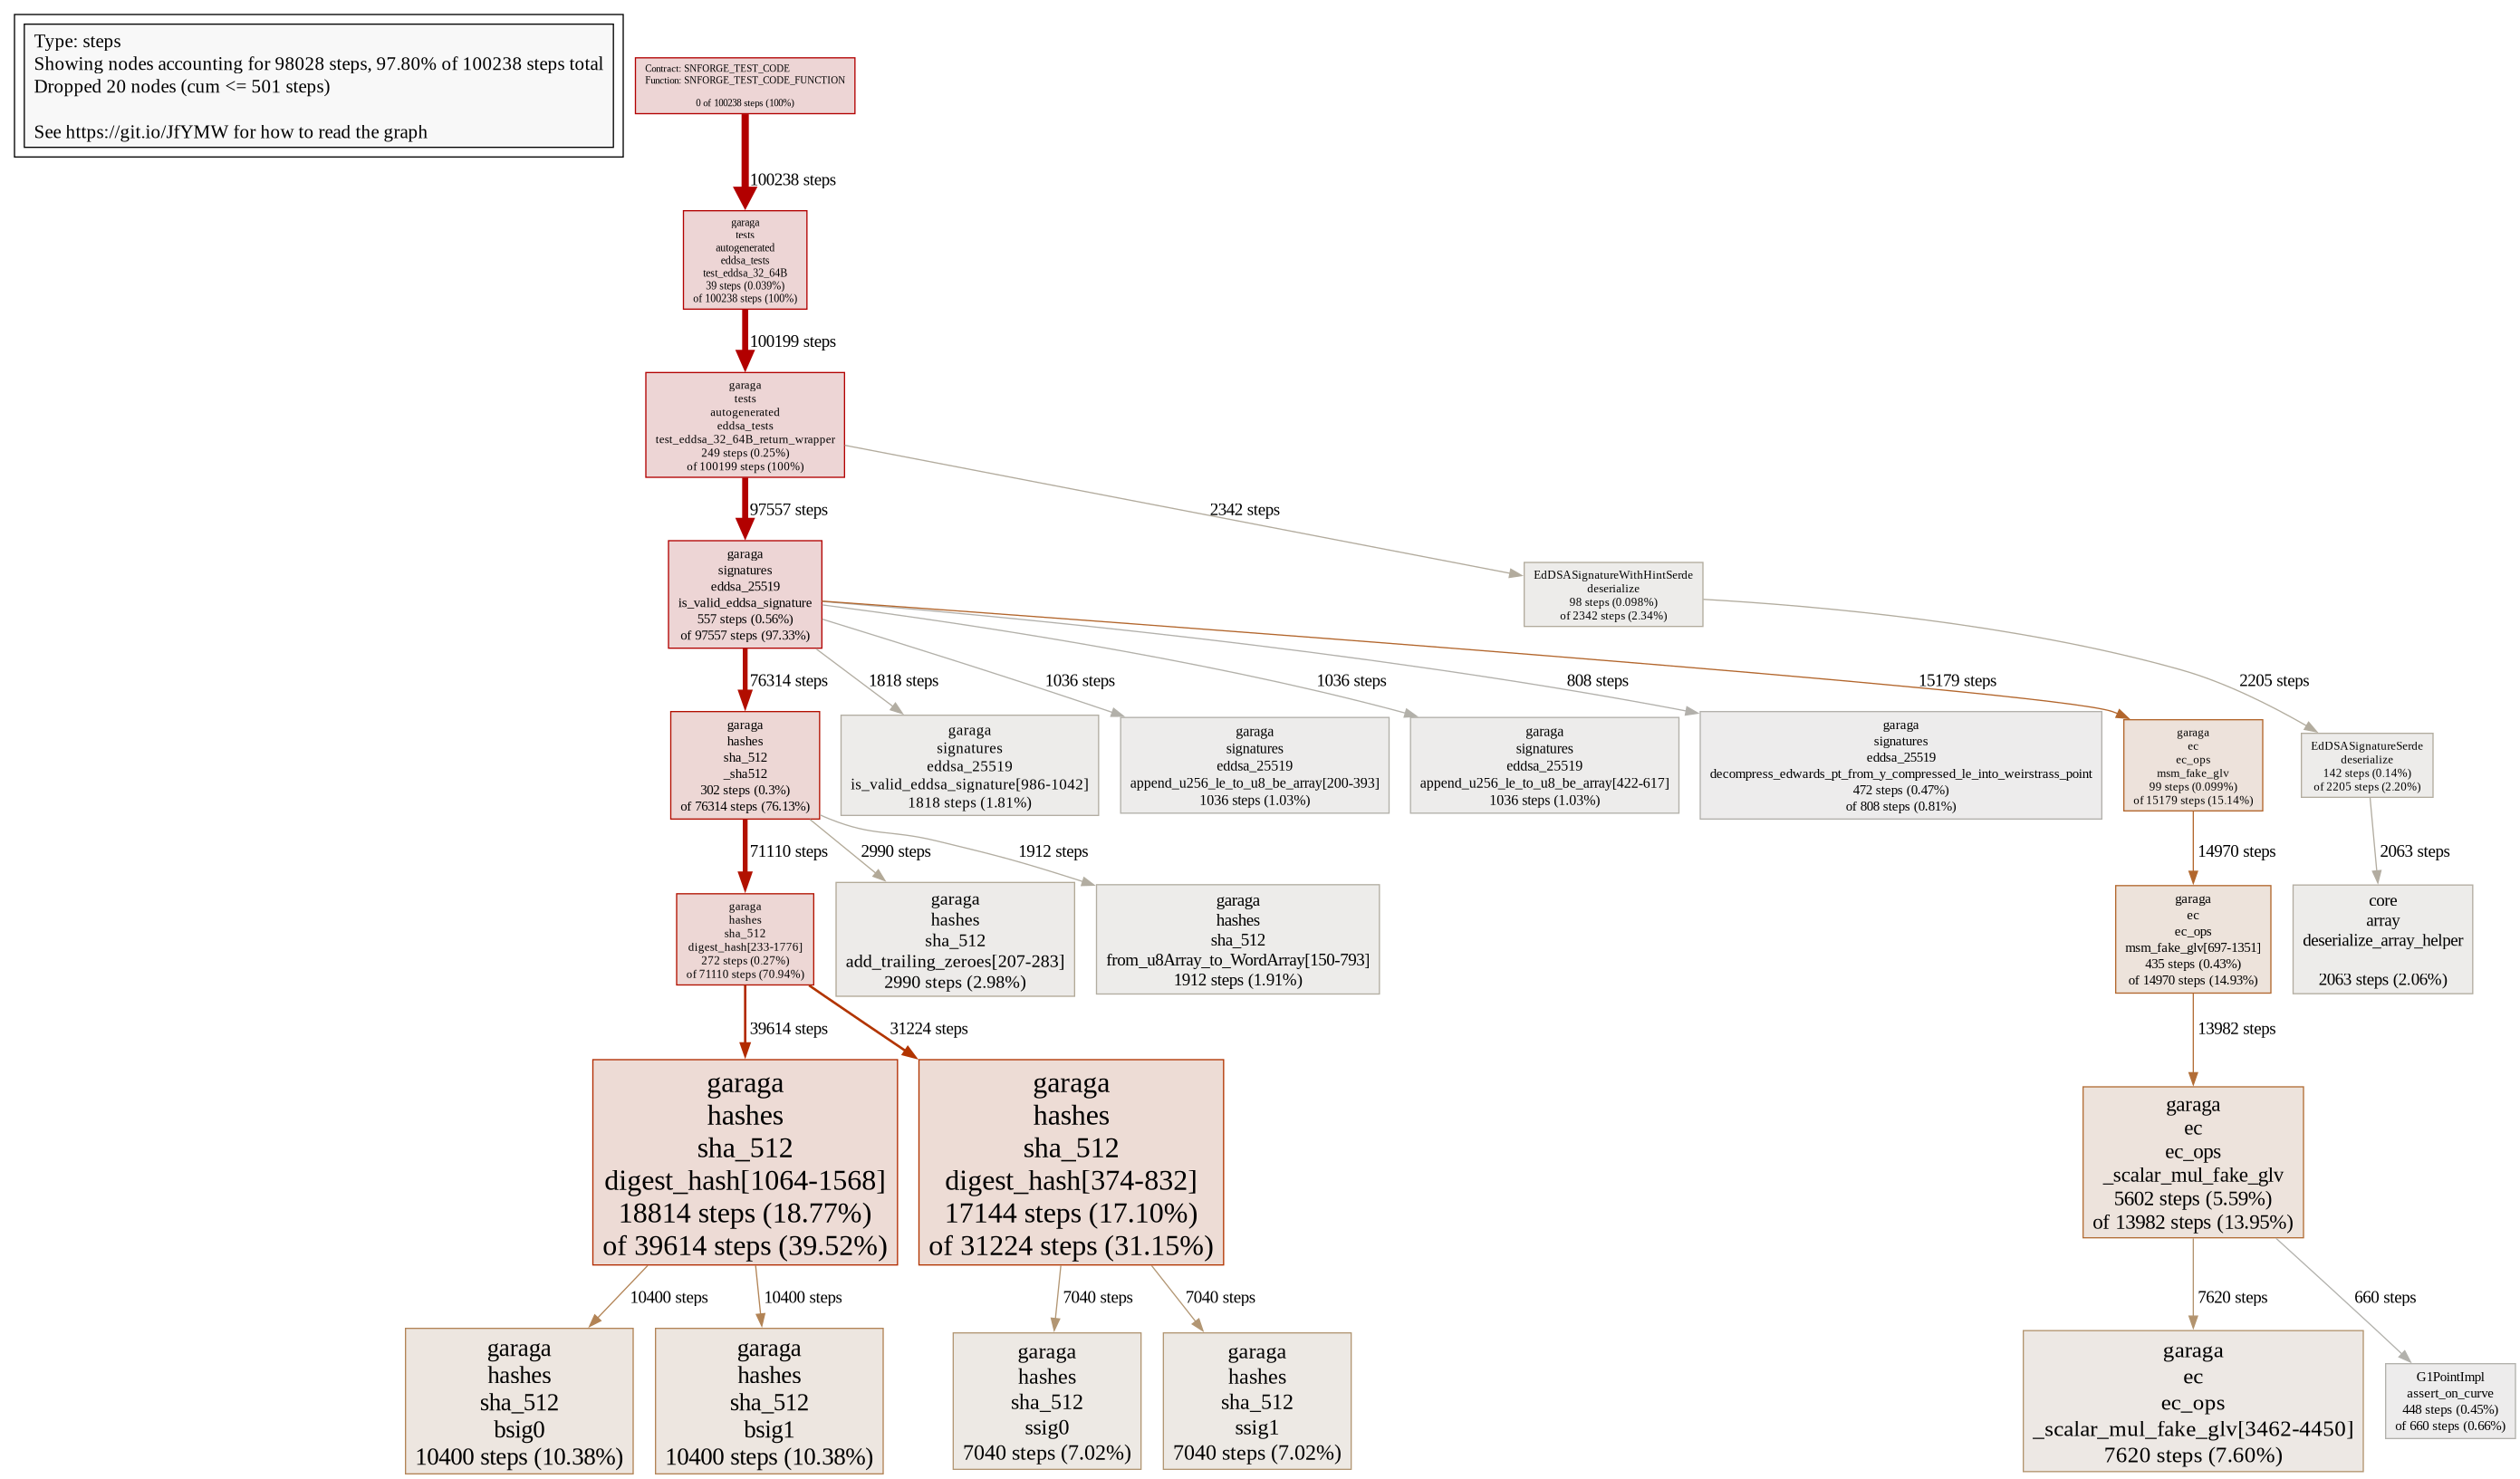 Type: steps
Showing nodes accounting for 98028 steps, 97.80% of 100238 steps total
Dropped 20 nodes (cum <= 501 steps)
See https://git.io/JfYMW for how to read the graph
Contract: SNFORGE_TEST_CODE
Function: SNFORGE_TEST_CODE_FUNCTION
0 of 100238 steps (100%)
100238 steps
garaga
tests
autogenerated
eddsa_tests
test_eddsa_32_64B
39 steps (0.039%)
of 100238 steps (100%)
100199 steps
garaga
tests
autogenerated
eddsa_tests
test_eddsa_32_64B_return_wrapper
249 steps (0.25%)
of 100199 steps (100%)
97557 steps
2342 steps
garaga
signatures
eddsa_25519
is_valid_eddsa_signature
557 steps (0.56%)
of 97557 steps (97.33%)
EdDSASignatureWithHintSerde
deserialize
98 steps (0.098%)
of 2342 steps (2.34%)
76314 steps
1818 steps
1036 steps
1036 steps
808 steps
15179 steps
2205 steps
garaga
hashes
sha_512
_sha512
302 steps (0.3%)
of 76314 steps (76.13%)
garaga
signatures
eddsa_25519
is_valid_eddsa_signature[986-1042]
1818 steps (1.81%)
garaga
signatures
eddsa_25519
append_u256_le_to_u8_be_array[200-393]
1036 steps (1.03%)
garaga
signatures
eddsa_25519
append_u256_le_to_u8_be_array[422-617]
1036 steps (1.03%)
garaga
signatures
eddsa_25519
decompress_edwards_pt_from_y_compressed_le_into_weirstrass_point
472 steps (0.47%)
of 808 steps (0.81%)
garaga
ec
ec_ops
msm_fake_glv
99 steps (0.099%)
of 15179 steps (15.14%)
EdDSASignatureSerde
deserialize
142 steps (0.14%)
of 2205 steps (2.20%)
71110 steps
2990 steps
1912 steps
14970 steps
2063 steps
garaga
hashes
sha_512
digest_hash[233-1776]
272 steps (0.27%)
of 71110 steps (70.94%)
garaga
hashes
sha_512
add_trailing_zeroes[207-283]
2990 steps (2.98%)
garaga
hashes
sha_512
from_u8Array_to_WordArray[150-793]
1912 steps (1.91%)
garaga
ec
ec_ops
msm_fake_glv[697-1351]
435 steps (0.43%)
of 14970 steps (14.93%)
core
array
deserialize_array_helper
2063 steps (2.06%)
39614 steps
31224 steps
13982 steps
garaga
hashes
sha_512
digest_hash[1064-1568]
18814 steps (18.77%)
of 39614 steps (39.52%)
garaga
hashes
sha_512
digest_hash[374-832]
17144 steps (17.10%)
of 31224 steps (31.15%)
garaga
ec
ec_ops
_scalar_mul_fake_glv
5602 steps (5.59%)
of 13982 steps (13.95%)
10400 steps
10400 steps
7040 steps
7040 steps
7620 steps
660 steps
garaga
hashes
sha_512
bsig0
10400 steps (10.38%)
garaga
hashes
sha_512
bsig1
10400 steps (10.38%)
garaga
hashes
sha_512
ssig0
7040 steps (7.02%)
garaga
hashes
sha_512
ssig1
7040 steps (7.02%)
garaga
ec
ec_ops
_scalar_mul_fake_glv[3462-4450]
7620 steps (7.60%)
G1PointImpl
assert_on_curve
448 steps (0.45%)
of 660 steps (0.66%)